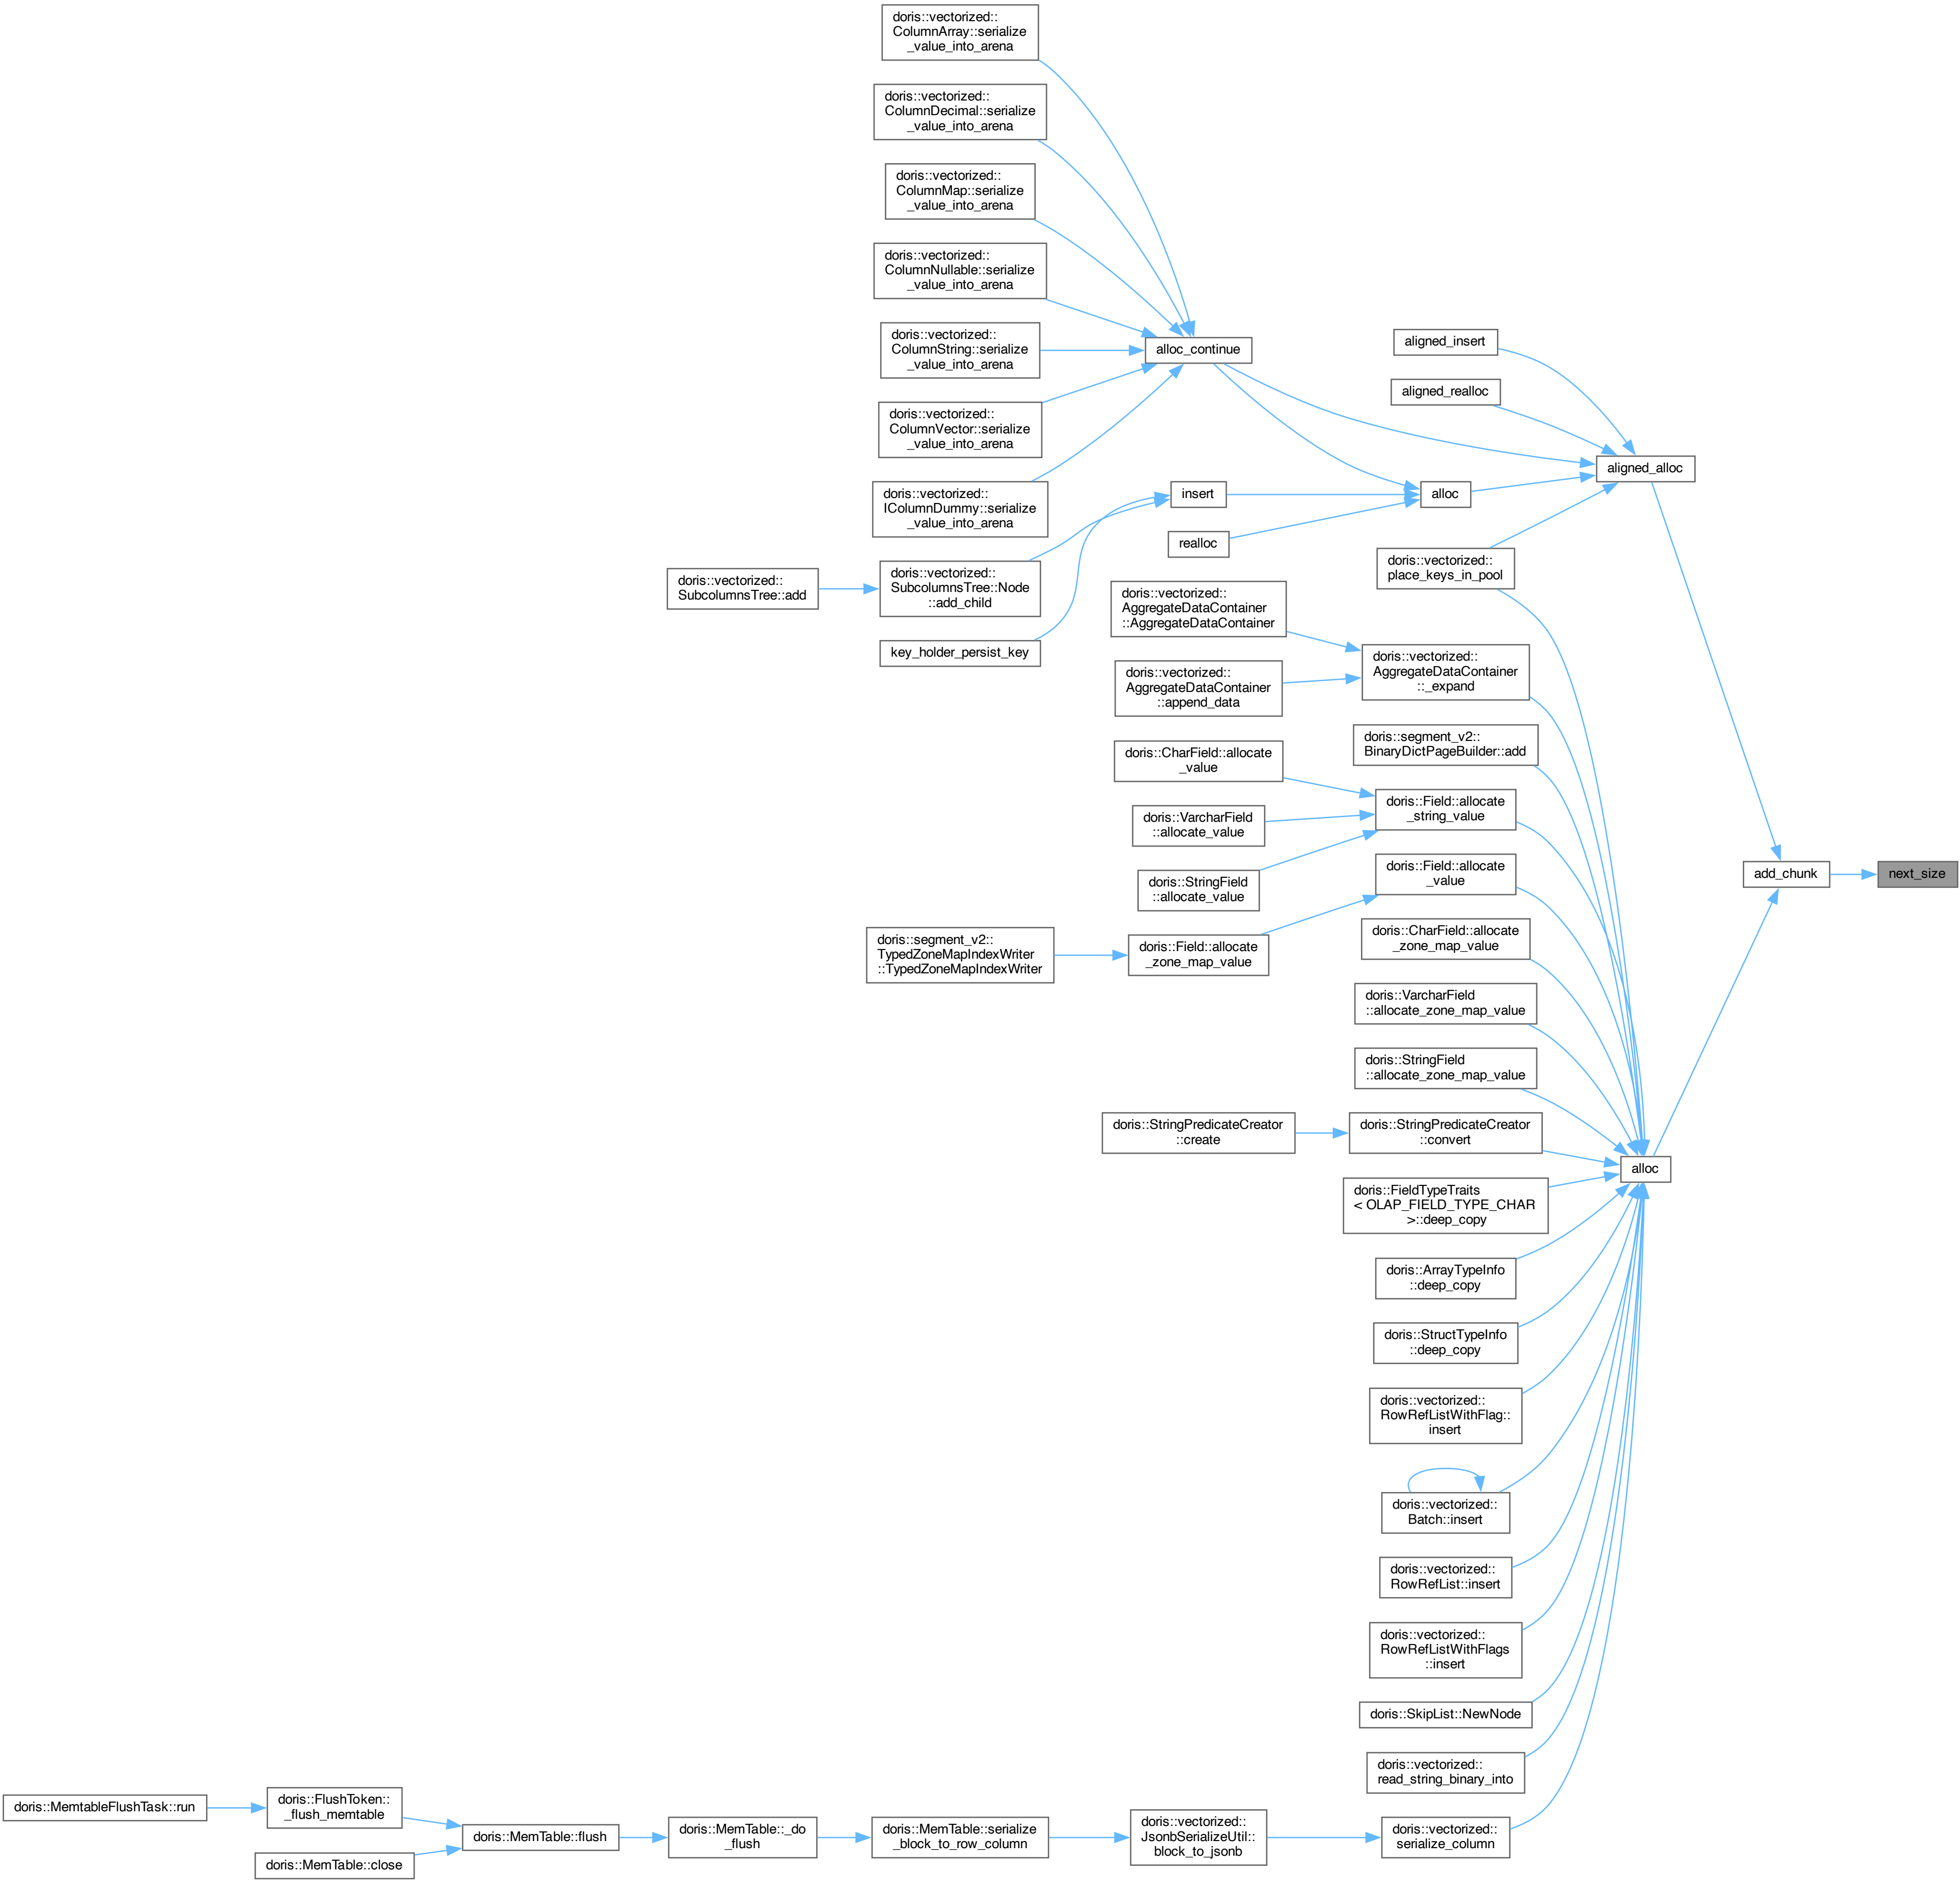 doris::vectorized::
ColumnArray::serialize
_value_into_arena
doris::vectorized::
ColumnDecimal::serialize
_value_into_arena
doris::vectorized::
ColumnMap::serialize
_value_into_arena
doris::vectorized::
ColumnNullable::serialize
_value_into_arena
doris::vectorized::
ColumnString::serialize
_value_into_arena
doris::vectorized::
ColumnVector::serialize
_value_into_arena
doris::vectorized::
IColumnDummy::serialize
_value_into_arena
alloc_continue
aligned_insert
aligned_realloc
aligned_alloc
insert
alloc
realloc
doris::vectorized::
SubcolumnsTree::add
doris::vectorized::
SubcolumnsTree::Node
::add_child
key_holder_persist_key
doris::vectorized::
place_keys_in_pool
doris::vectorized::
AggregateDataContainer
::AggregateDataContainer
doris::vectorized::
AggregateDataContainer
::append_data
doris::vectorized::
AggregateDataContainer
::_expand
doris::segment_v2::
BinaryDictPageBuilder::add
doris::CharField::allocate
_value
doris::VarcharField
::allocate_value
doris::StringField
::allocate_value
doris::Field::allocate
_string_value
doris::Field::allocate
_value
add_chunk
next_size
doris::segment_v2::
TypedZoneMapIndexWriter
::TypedZoneMapIndexWriter
doris::Field::allocate
_zone_map_value
doris::CharField::allocate
_zone_map_value
doris::VarcharField
::allocate_zone_map_value
doris::StringField
::allocate_zone_map_value
doris::StringPredicateCreator
::create
doris::StringPredicateCreator
::convert
alloc
doris::FieldTypeTraits
< OLAP_FIELD_TYPE_CHAR
>::deep_copy
doris::ArrayTypeInfo
::deep_copy
doris::StructTypeInfo
::deep_copy
doris::vectorized::
RowRefListWithFlag::
insert
doris::vectorized::
Batch::insert
doris::vectorized::
RowRefList::insert
doris::vectorized::
RowRefListWithFlags
::insert
doris::SkipList::NewNode
doris::vectorized::
read_string_binary_into
doris::MemtableFlushTask::run
doris::FlushToken::
_flush_memtable
doris::MemTable::close
doris::MemTable::flush
doris::MemTable::_do
_flush
doris::MemTable::serialize
_block_to_row_column
doris::vectorized::
JsonbSerializeUtil::
block_to_jsonb
doris::vectorized::
serialize_column